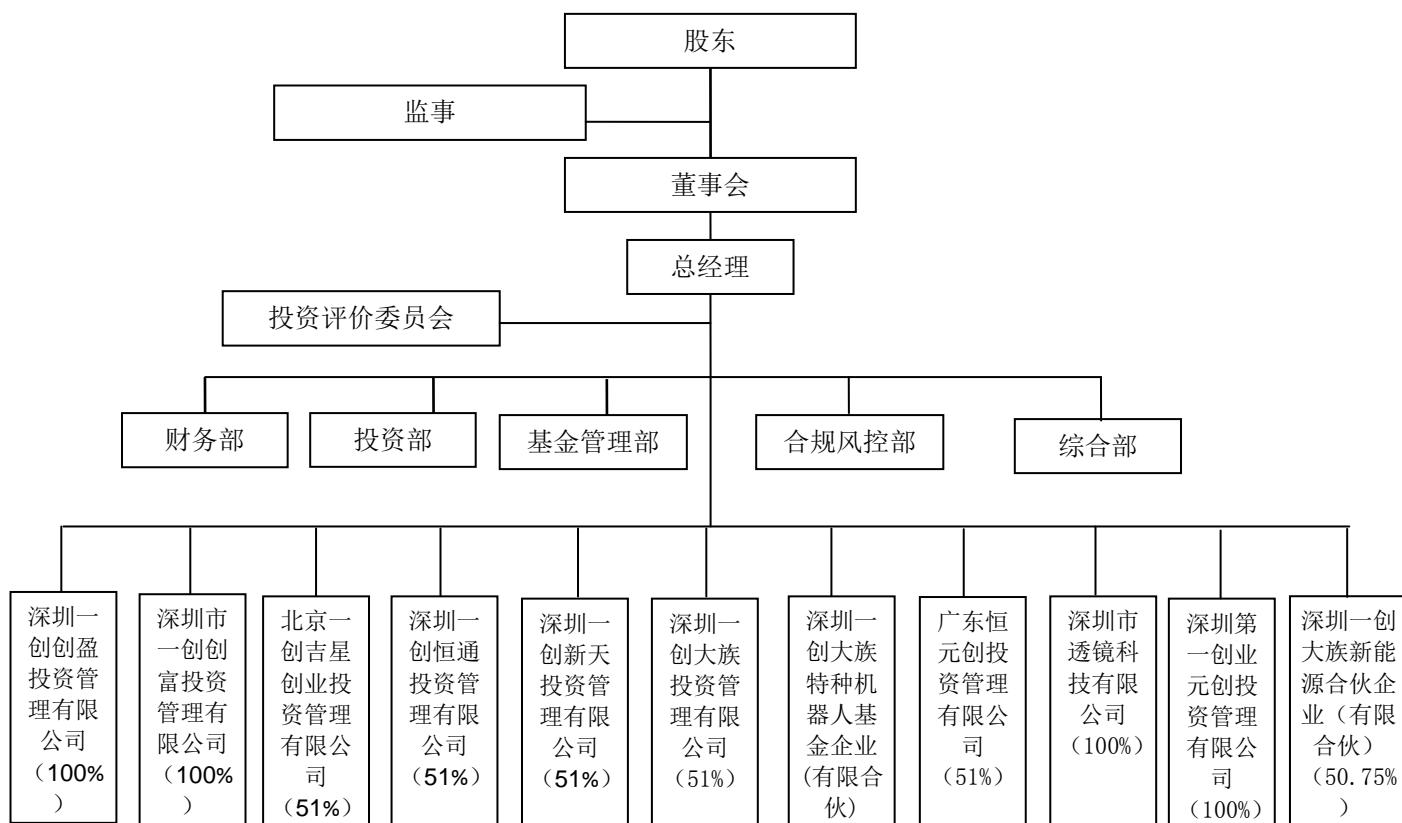 股东
监事
董事会
总经理
投资评价委员会
财务部
投资部
基金管理部
合规风控部
综合部
深圳一
创创盈
投资管
理有限
公司
（100%
）
深圳市
一创创
富投资
管理有
限公司
（100%
）
北京一
创吉星
创业投
资管理
有限公
司
（51%）
深圳一
创恒通
投资管
理有限
公司
（51%）
深圳一
创新天
投资管
理有限
公司
（51%）
深圳一
创大族
投资管
理有限
公司
（51%）
深圳一
创大族
特种机
器人基
金企业
(有限合
伙)
广东恒
元创投
资管理
有限公
司
（51%）
深圳市
透镜科
技有限
公司
（100%）
深圳第
一创业
元创投
资管理
有限公
司
（100%）
深圳一创
大族新能
源合伙企
业（有限
合伙）
（50.75%
）